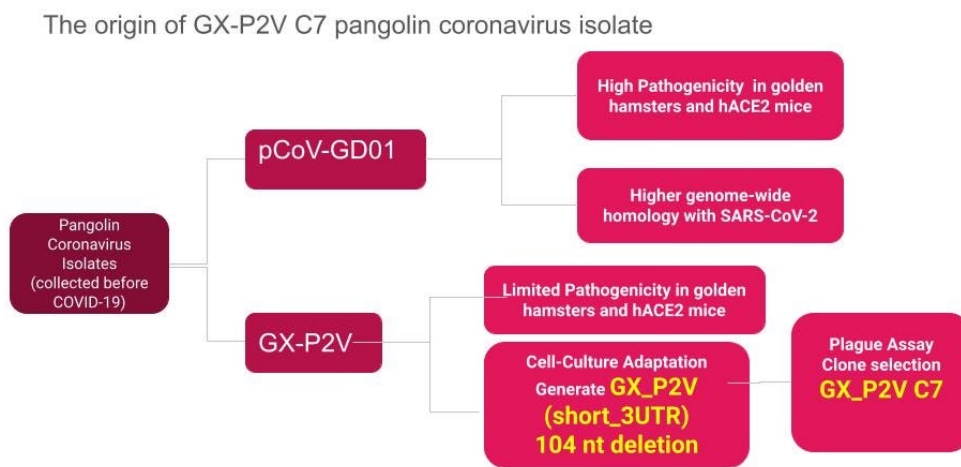 The origin of GX-P2V C7 pangolin coronavirus isolate
High Pathogenicity in golden
hamsters and hACE2 mice
pCoV-GD01
Higher genome-wide
homology with SARS-CoV-2
Pangolin
Coronavirus
Isolates
(collected before
COVID-19)
Limited Pathogenicity in golden
hamsters and hACE2 mice
GX-P2V
Cell-Culture Adaptation
Generate GX_P2V
(short_3UTR)
104 nt deletion
Plague Assay
Clone selection
GX_P2V C7